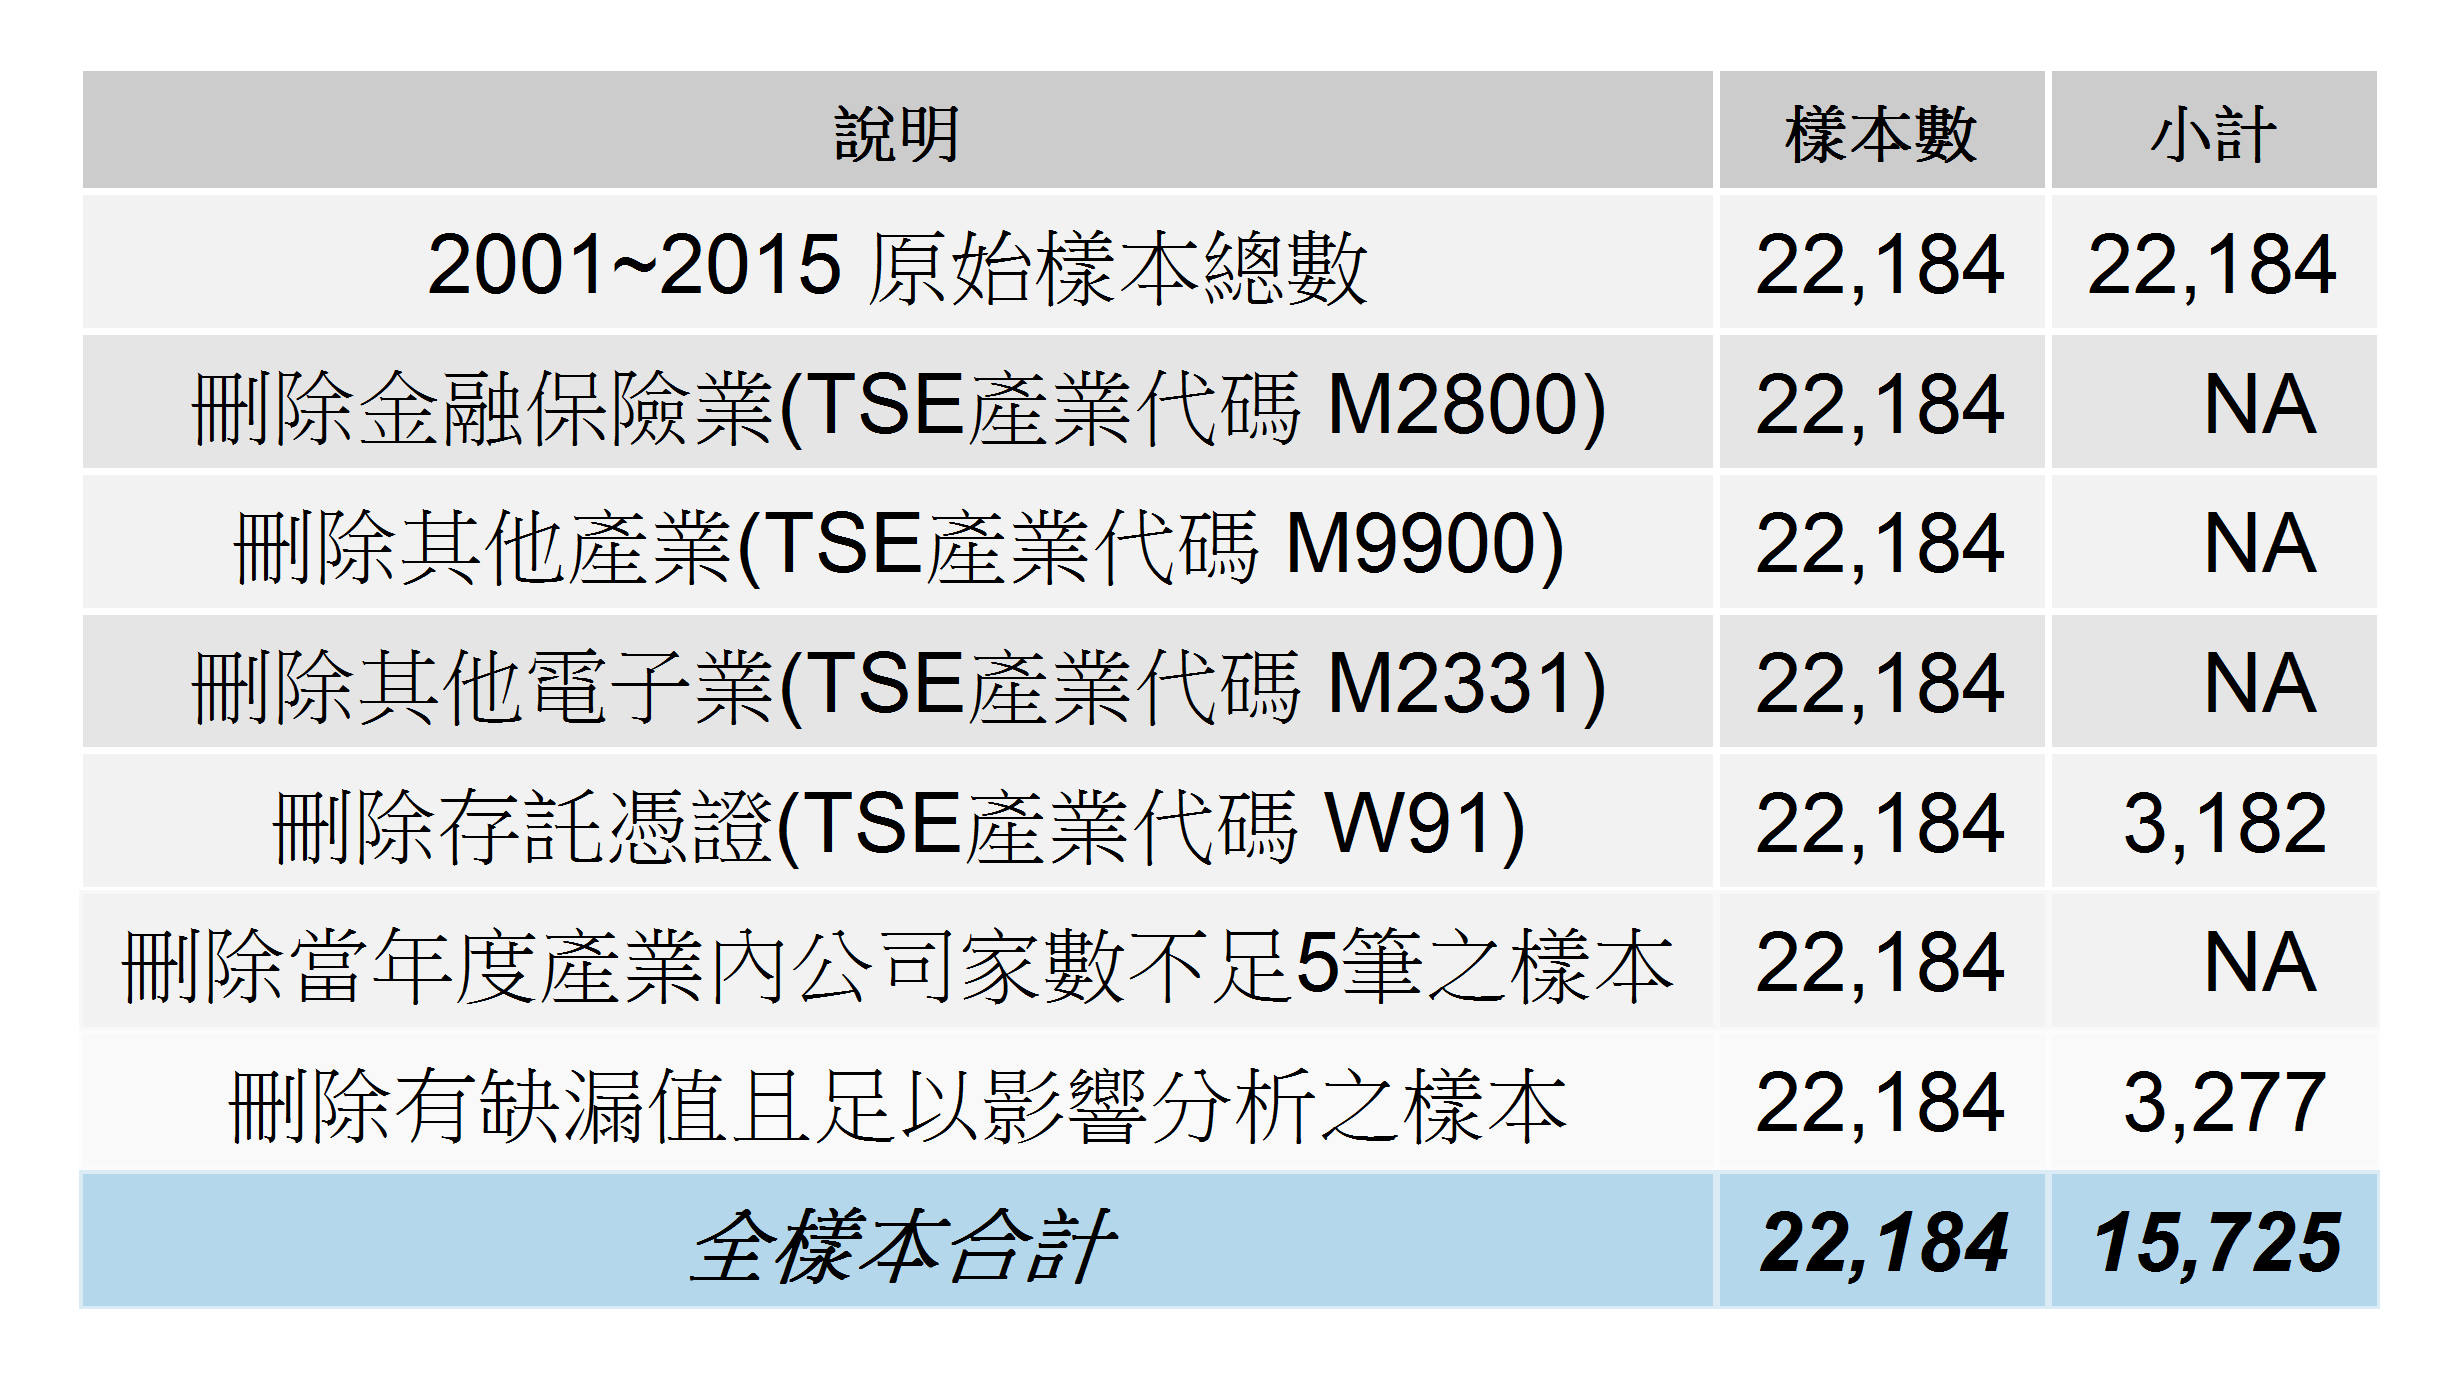 說明 樣本數 小計
2001~2015 原始樣本總數 22,184 22,184
刪除金融保險業(TSE產業代碼 M2800) 22,184 NA
刪除其他產業(TSE產業代碼 M9900) 22,184 NA
刪除其他電子業(TSE產業代碼 M2331) 22,184 NA
刪除存託憑證(TSE產業代碼 W91) 22,184 3,182
刪除當年度產業內公司家數不足5筆之樣本 22,184 NA
刪除有缺漏值且足以影響分析之樣本 22,184 3,277
全樣本合計 22,184 15,725